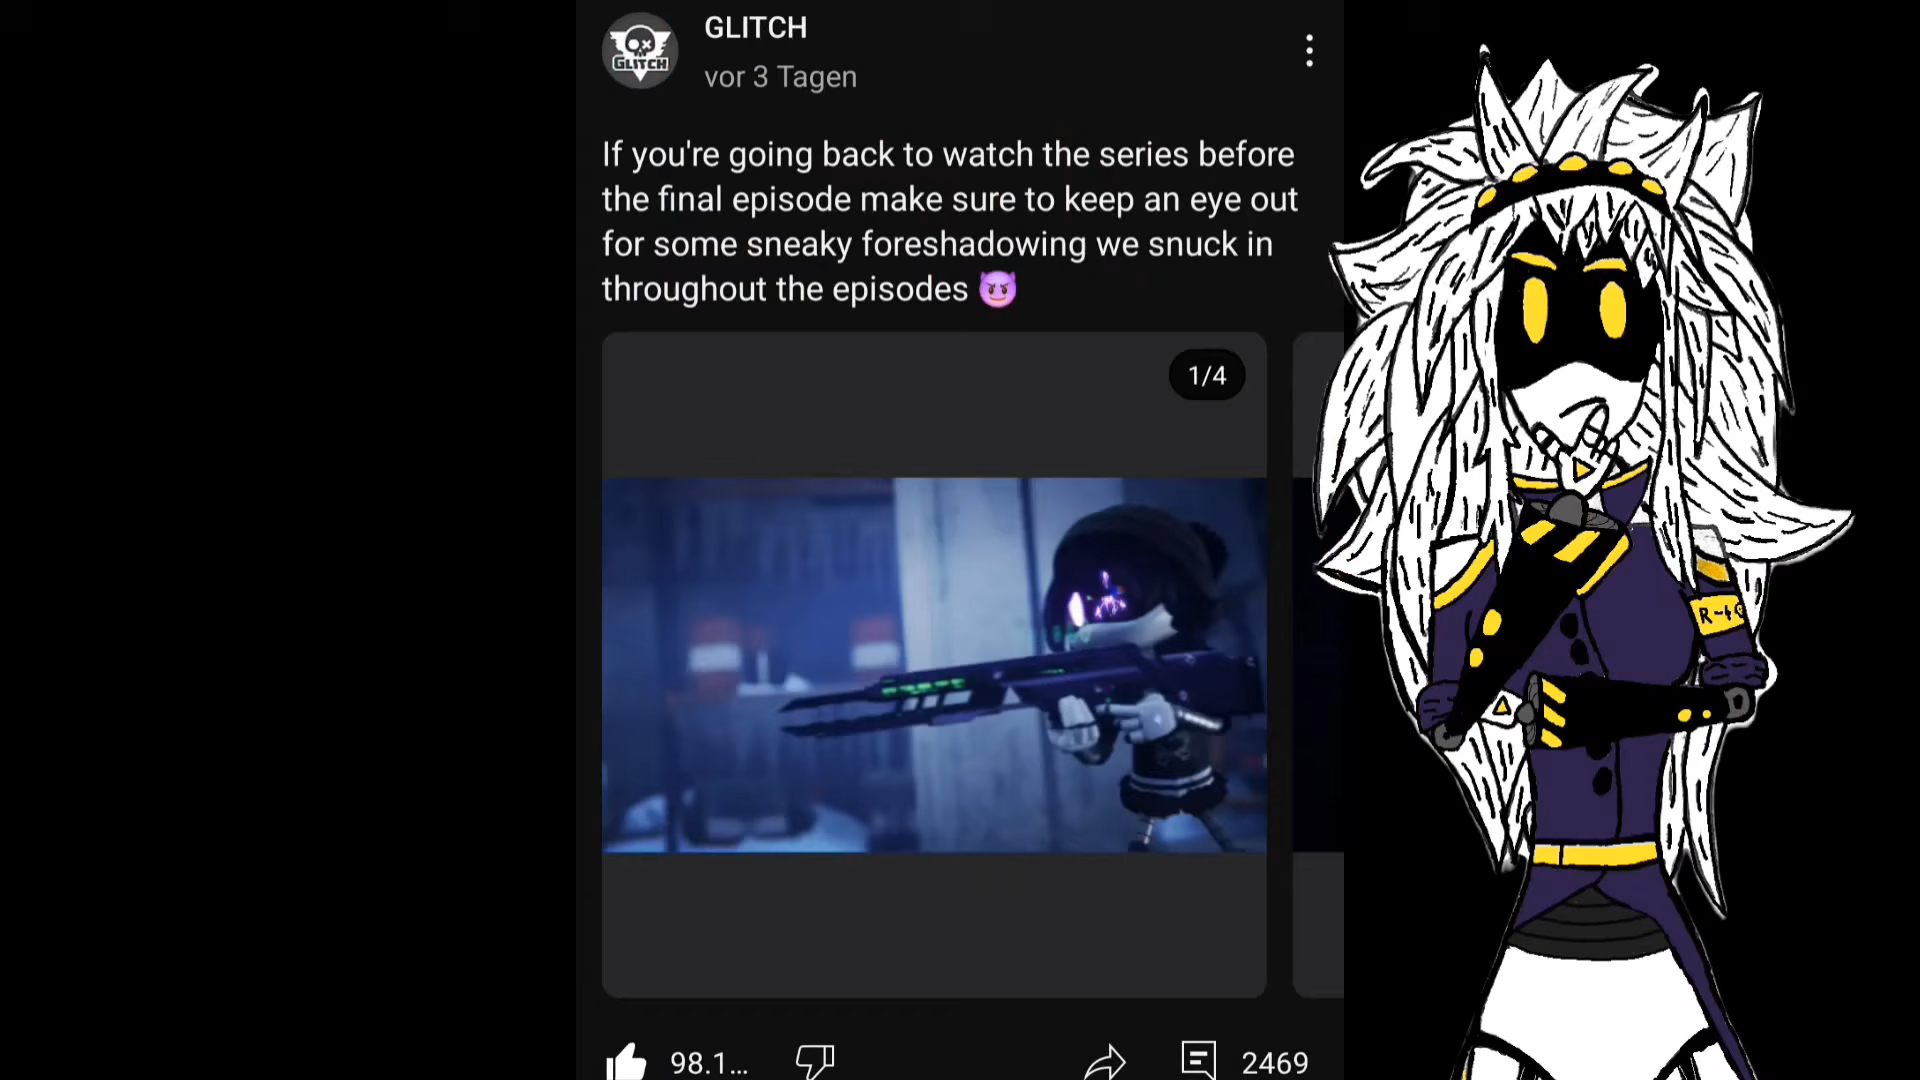 GLITCH
GLITCH
vor 3 Tagen
If you're going back to watch the series before
the final episode make sure to keep an eye out
for some sneaky foreshadowing we snuck in
throughout the episodes 😈
1/4
98.1...
2469